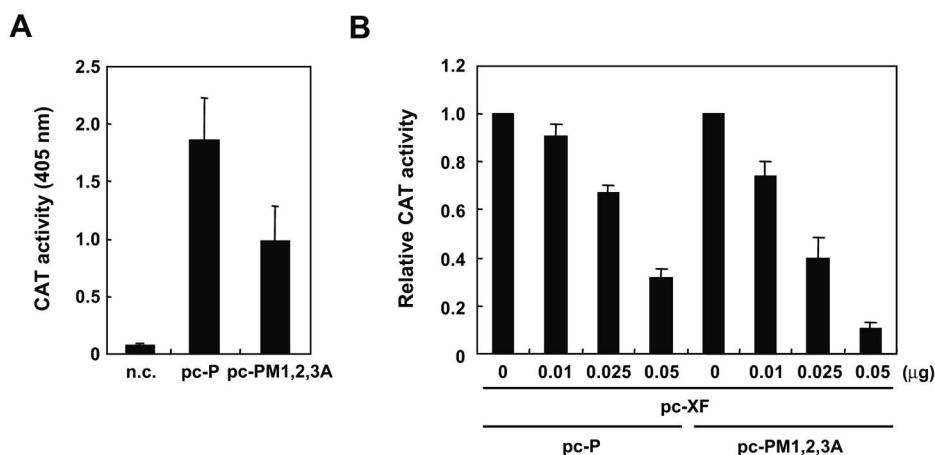 A
CAT activity (405 nm)
2.5
2.0
1.5
1.0
0.5
0
n.c. pc-P pc-PM1,2,3A
B
Relative CAT activity
1.2
1.0
0.8
0.6
0.4
0.2
0
0 0.01 0.025 0.05 0 0.01 0.025 0.05 (μg)
pc-XF
pc-P pc-PM1,2,3A